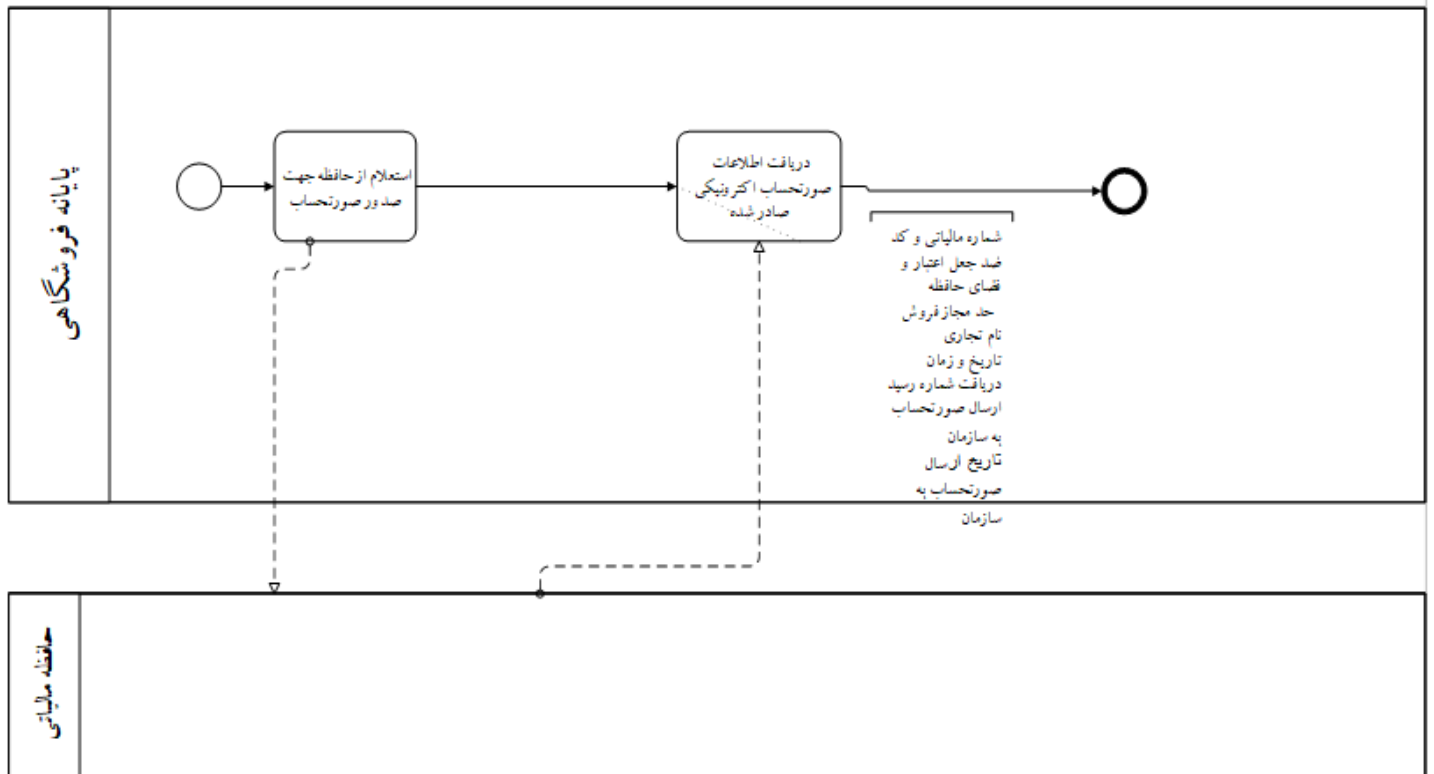 پایانه فروشگاهی
استعلام از حافظه جهت
صدور صورتحساب
دریافت اطلاعات
صورتحساب اکترونیکی
صادر شده
شماره مالیاتی و کد
ضد جعل اعتبار و
فضای حافظه
حد مجاز فروش
نام تجاری
تاریخ و زمان
دریافت شماره رسید
ارسال صورتحساب
به سازمان
تاریخ ارسال
صورتحساب به
سازمان
حافظه مالیاتی